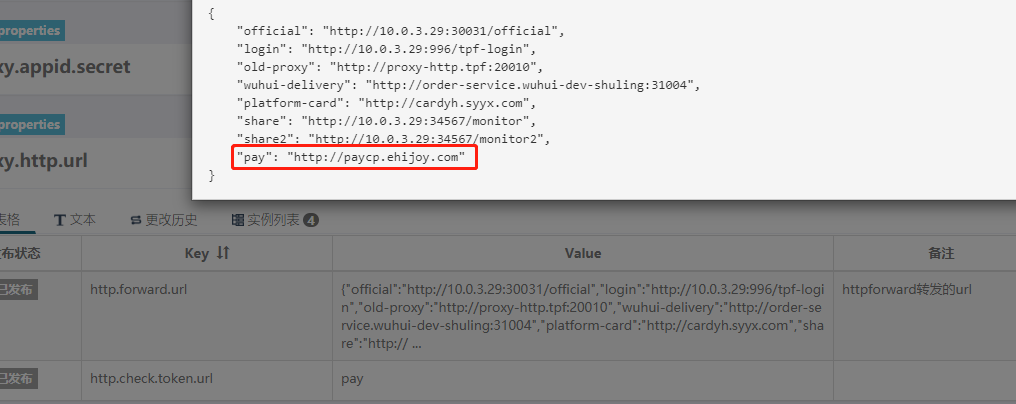 {
"official": "http://10.0.3.29:30031/official",
"login": "http://10.0.3.29:996/tpf-login",
"old-proxy": "http://proxy-http.tpf:20010",
"wuhui-delivery": "http://order-service.wuhui-dev-shuling:31004",
"platform-card": "http://cardyh.syyx.com",
"share": "http://10.0.3.29:34567/monitor",
"share2": "http://10.0.3.29:34567/monitor2",
"pay": "http://paycp.ehijoy.com"
}
properties
xy.appid.secret
properties
xy.http.url
表格 文本 更改历史 实例列表 4
发布状态 Key Value 备注
已发布 http.forward.url {"official":"http://10.0.3.29:30031/official","login":"http://10.0.3.29:996/tpf-logi httpforward转发的url
n","old-proxy":"http://proxy-http.tpf:20010","wuhui-delivery":"http://order-se
rvice.wuhui-dev-shuling:31004","platform-card":"http://cardyh.syyx.com","sha
re":"http:// ...
已发布 http.check.token.url pay